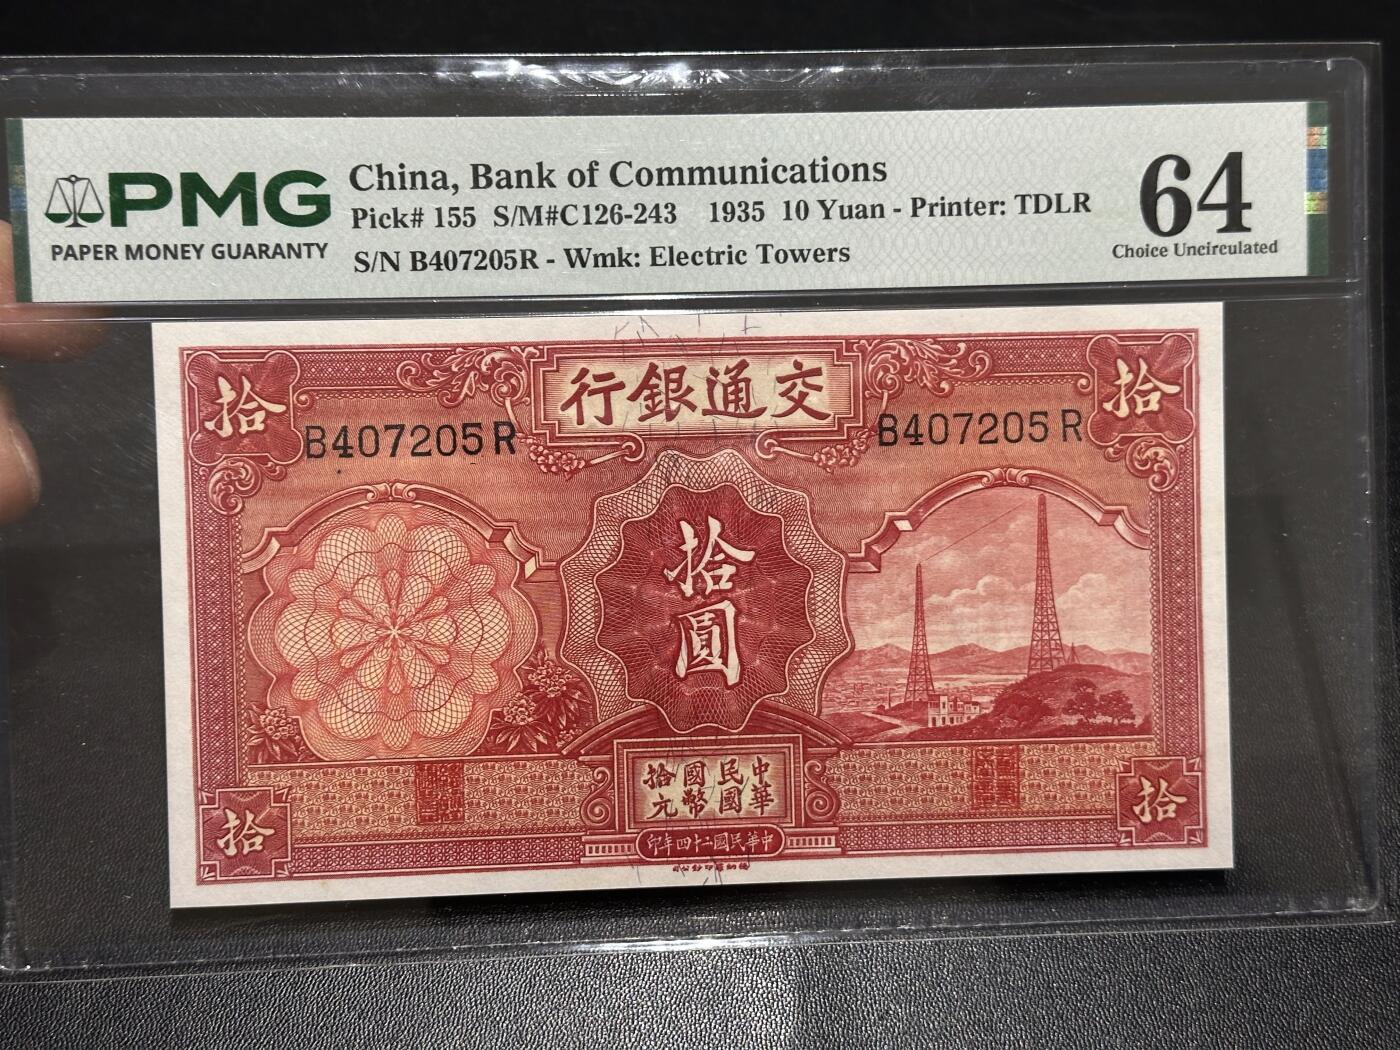 PMG
PAPER MONEY GUARANTY
China, Bank of Communications
Pick# 155 S/M#C126-243 1935 10 Yuan - Printer: TDLR
S/N B407205R - Wmk: Electric Towers
64
Choice Uncirculated
拾
行銀通交
拾
B407205R
B407205R
拾
圓
拾國民中
元幣國華
拾
印年四十二國民華中
拾